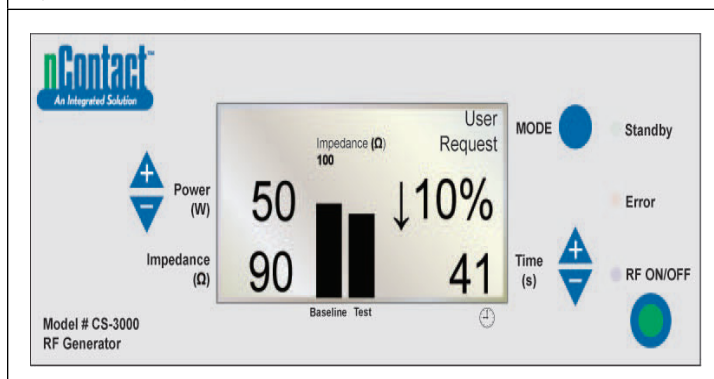 nContact™
An Integrated Solution
Power
(W)
Impedance
(Ω)
Model # CS-3000
RF Generator
User
Request
Impedance (Ω)
100
50
↓10%
90
41
Baseline Test
MODE
Time
(s)
Standby
Error
RF ON/OFF